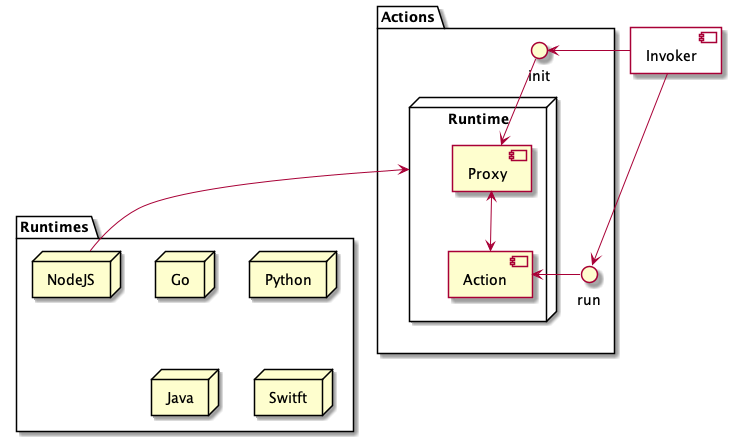 Actions
Invoker
init
Runtime
Proxy
Runtimes
NodeJS
Go
Python
Action
run
Java
Switft